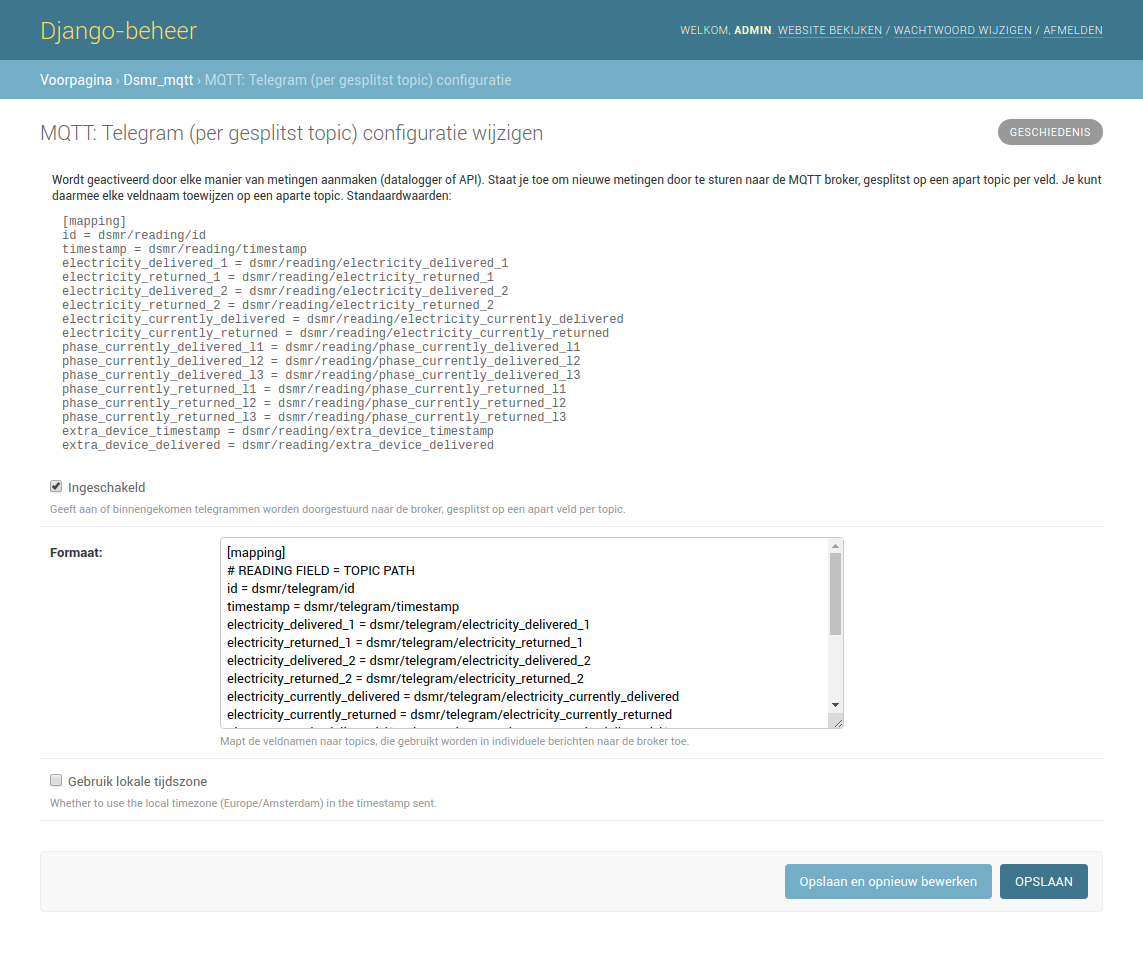 Django-beheer
WELKOM, ADMIN. WEBSITE BEKIJKEN / WACHTWOORD WIJZIGEN / AFMELDEN
Voorpagina › Dsmr_mqtt › MQTT: Telegram (per gesplitst topic) configuratie
MQTT: Telegram (per gesplitst topic) configuratie wijzigen
GESCHIEDENIS
Wordt geactiveerd door elke manier van metingen aanmaken (datalogger of API). Staat je toe om nieuwe metingen door te sturen naar de MQTT broker, gesplitst op een apart topic per veld. Je kunt
daarmee elke veldnaam toewijzen op een aparte topic. Standaardwaarden:
[mapping]
id = dsmr/reading/id
timestamp = dsmr/reading/timestamp
electricity_delivered_1 = dsmr/reading/electricity_delivered_1
electricity_returned_1 = dsmr/reading/electricity_returned_1
electricity_delivered_2 = dsmr/reading/electricity_delivered_2
electricity_returned_2 = dsmr/reading/electricity_returned_2
electricity_currently_delivered = dsmr/reading/electricity_currently_delivered
electricity_currently_returned = dsmr/reading/electricity_currently_returned
phase_currently_delivered_l1 = dsmr/reading/phase_currently_delivered_l1
phase_currently_delivered_l2 = dsmr/reading/phase_currently_delivered_l2
phase_currently_delivered_l3 = dsmr/reading/phase_currently_delivered_l3
phase_currently_returned_l1 = dsmr/reading/phase_currently_returned_l1
phase_currently_returned_l2 = dsmr/reading/phase_currently_returned_l2
phase_currently_returned_l3 = dsmr/reading/phase_currently_returned_l3
extra_device_timestamp = dsmr/reading/extra_device_timestamp
extra_device_delivered = dsmr/reading/extra_device_delivered
Ingeschakeld
Geeft aan of binnengekomen telegrammen worden doorgestuurd naar de broker, gesplitst op een apart veld per topic.
Formaat:
[mapping]
# READING FIELD = TOPIC PATH
id = dsmr/telegram/id
timestamp = dsmr/telegram/timestamp
electricity_delivered_1 = dsmr/telegram/electricity_delivered_1
electricity_returned_1 = dsmr/telegram/electricity_returned_1
electricity_delivered_2 = dsmr/telegram/electricity_delivered_2
electricity_returned_2 = dsmr/telegram/electricity_returned_2
electricity_currently_delivered = dsmr/telegram/electricity_currently_delivered
electricity_currently_returned = dsmr/telegram/electricity_currently_returned
Mapt de veldnamen naar topics, die gebruikt worden in individuele berichten naar de broker toe.
Gebruik lokale tijdszone
Whether to use the local timezone (Europe/Amsterdam) in the timestamp sent.
Opslaan en opnieuw bewerken
OPSLAAN